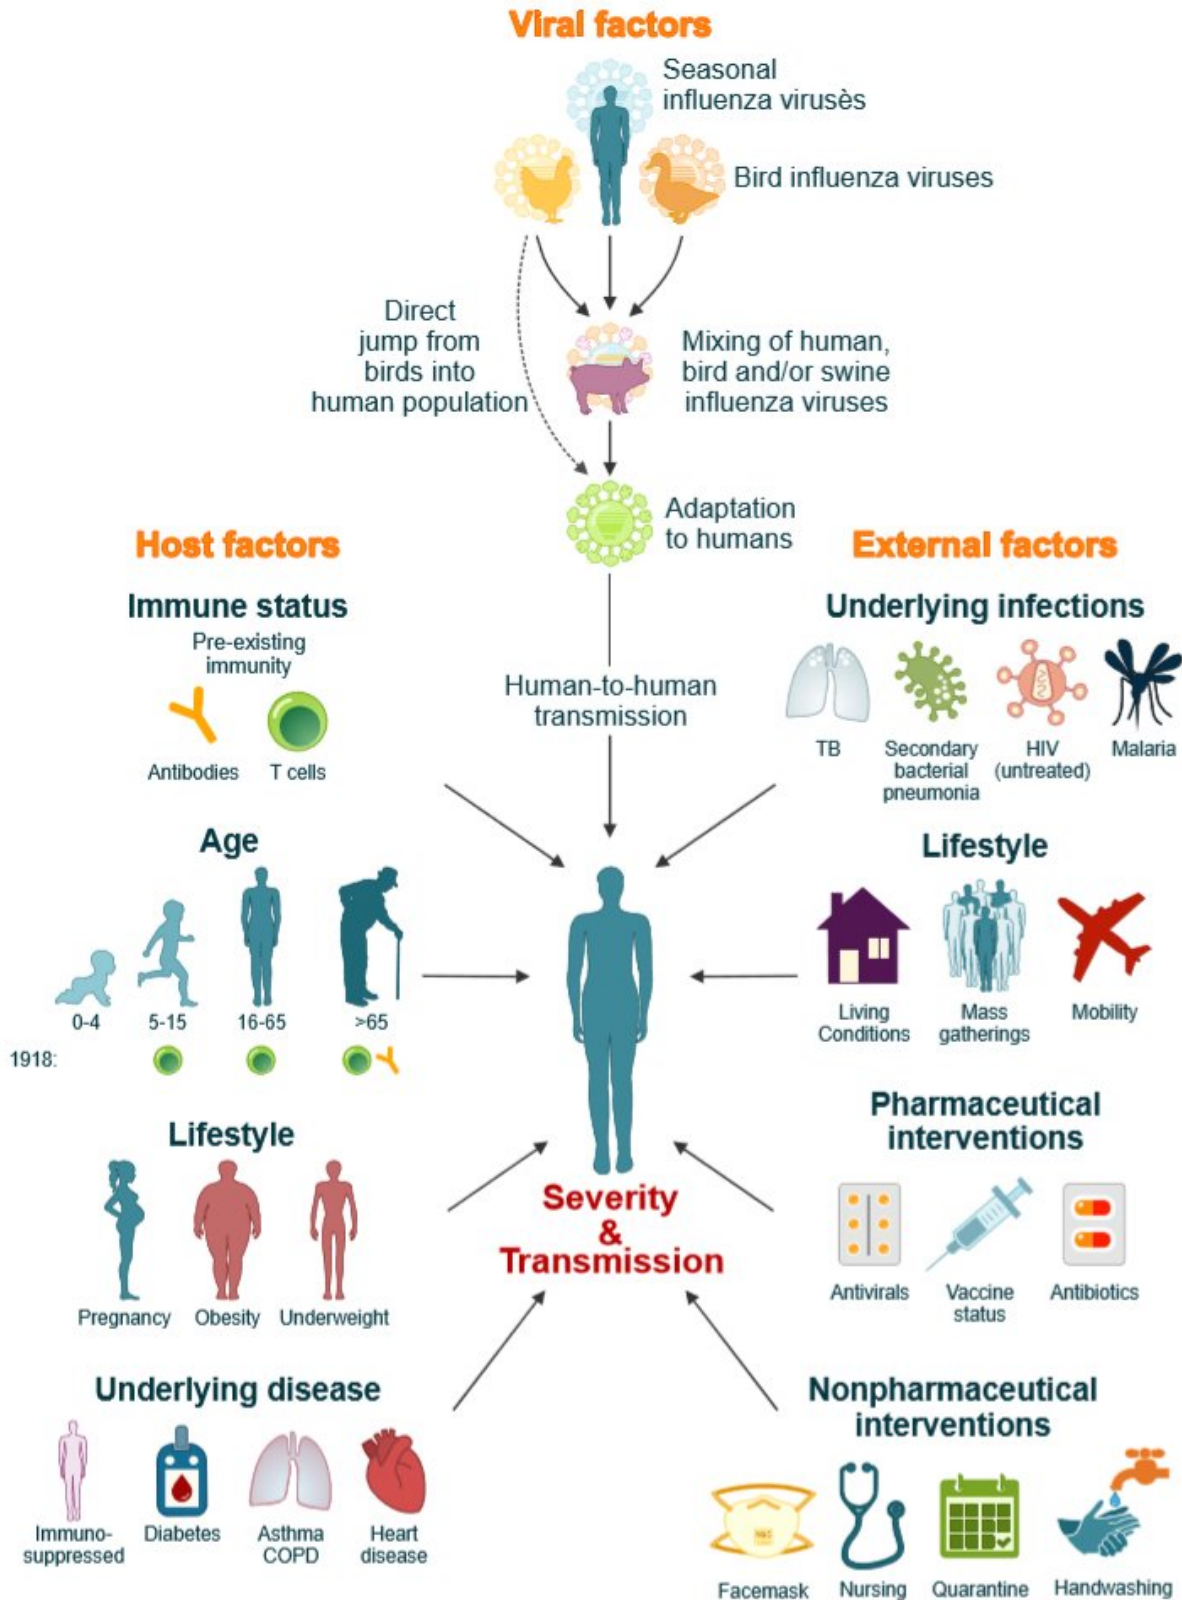 Viral factors
Seasonal
influenza virusès
Bird influenza viruses
Direct
jump from
birds into
human population
Mixing of human,
bird and/or swine
influenza viruses
Adaptation
to humans
Human-to-human
transmission
Host factors
Immune status
Pre-existing
immunity
Antibodies
T cells
Age
0-4
5-15
16-65
>65
1918:
Lifestyle
Pregnancy
Obesity
Underweight
Underlying disease
Immuno-
suppressed
Diabetes
Asthma
COPD
Heart
disease
External factors
Underlying infections
TB
Secondary
bacterial
pneumonia
HIV
(untreated)
Malaria
Lifestyle
Living
Conditions
Mass
gatherings
Mobility
Pharmaceutical
interventions
Antivirals
Vaccine
status
Antibiotics
Nonpharmaceutical
interventions
Facemask
Nursing
Quarantine
Handwashing
Severity
&
Transmission